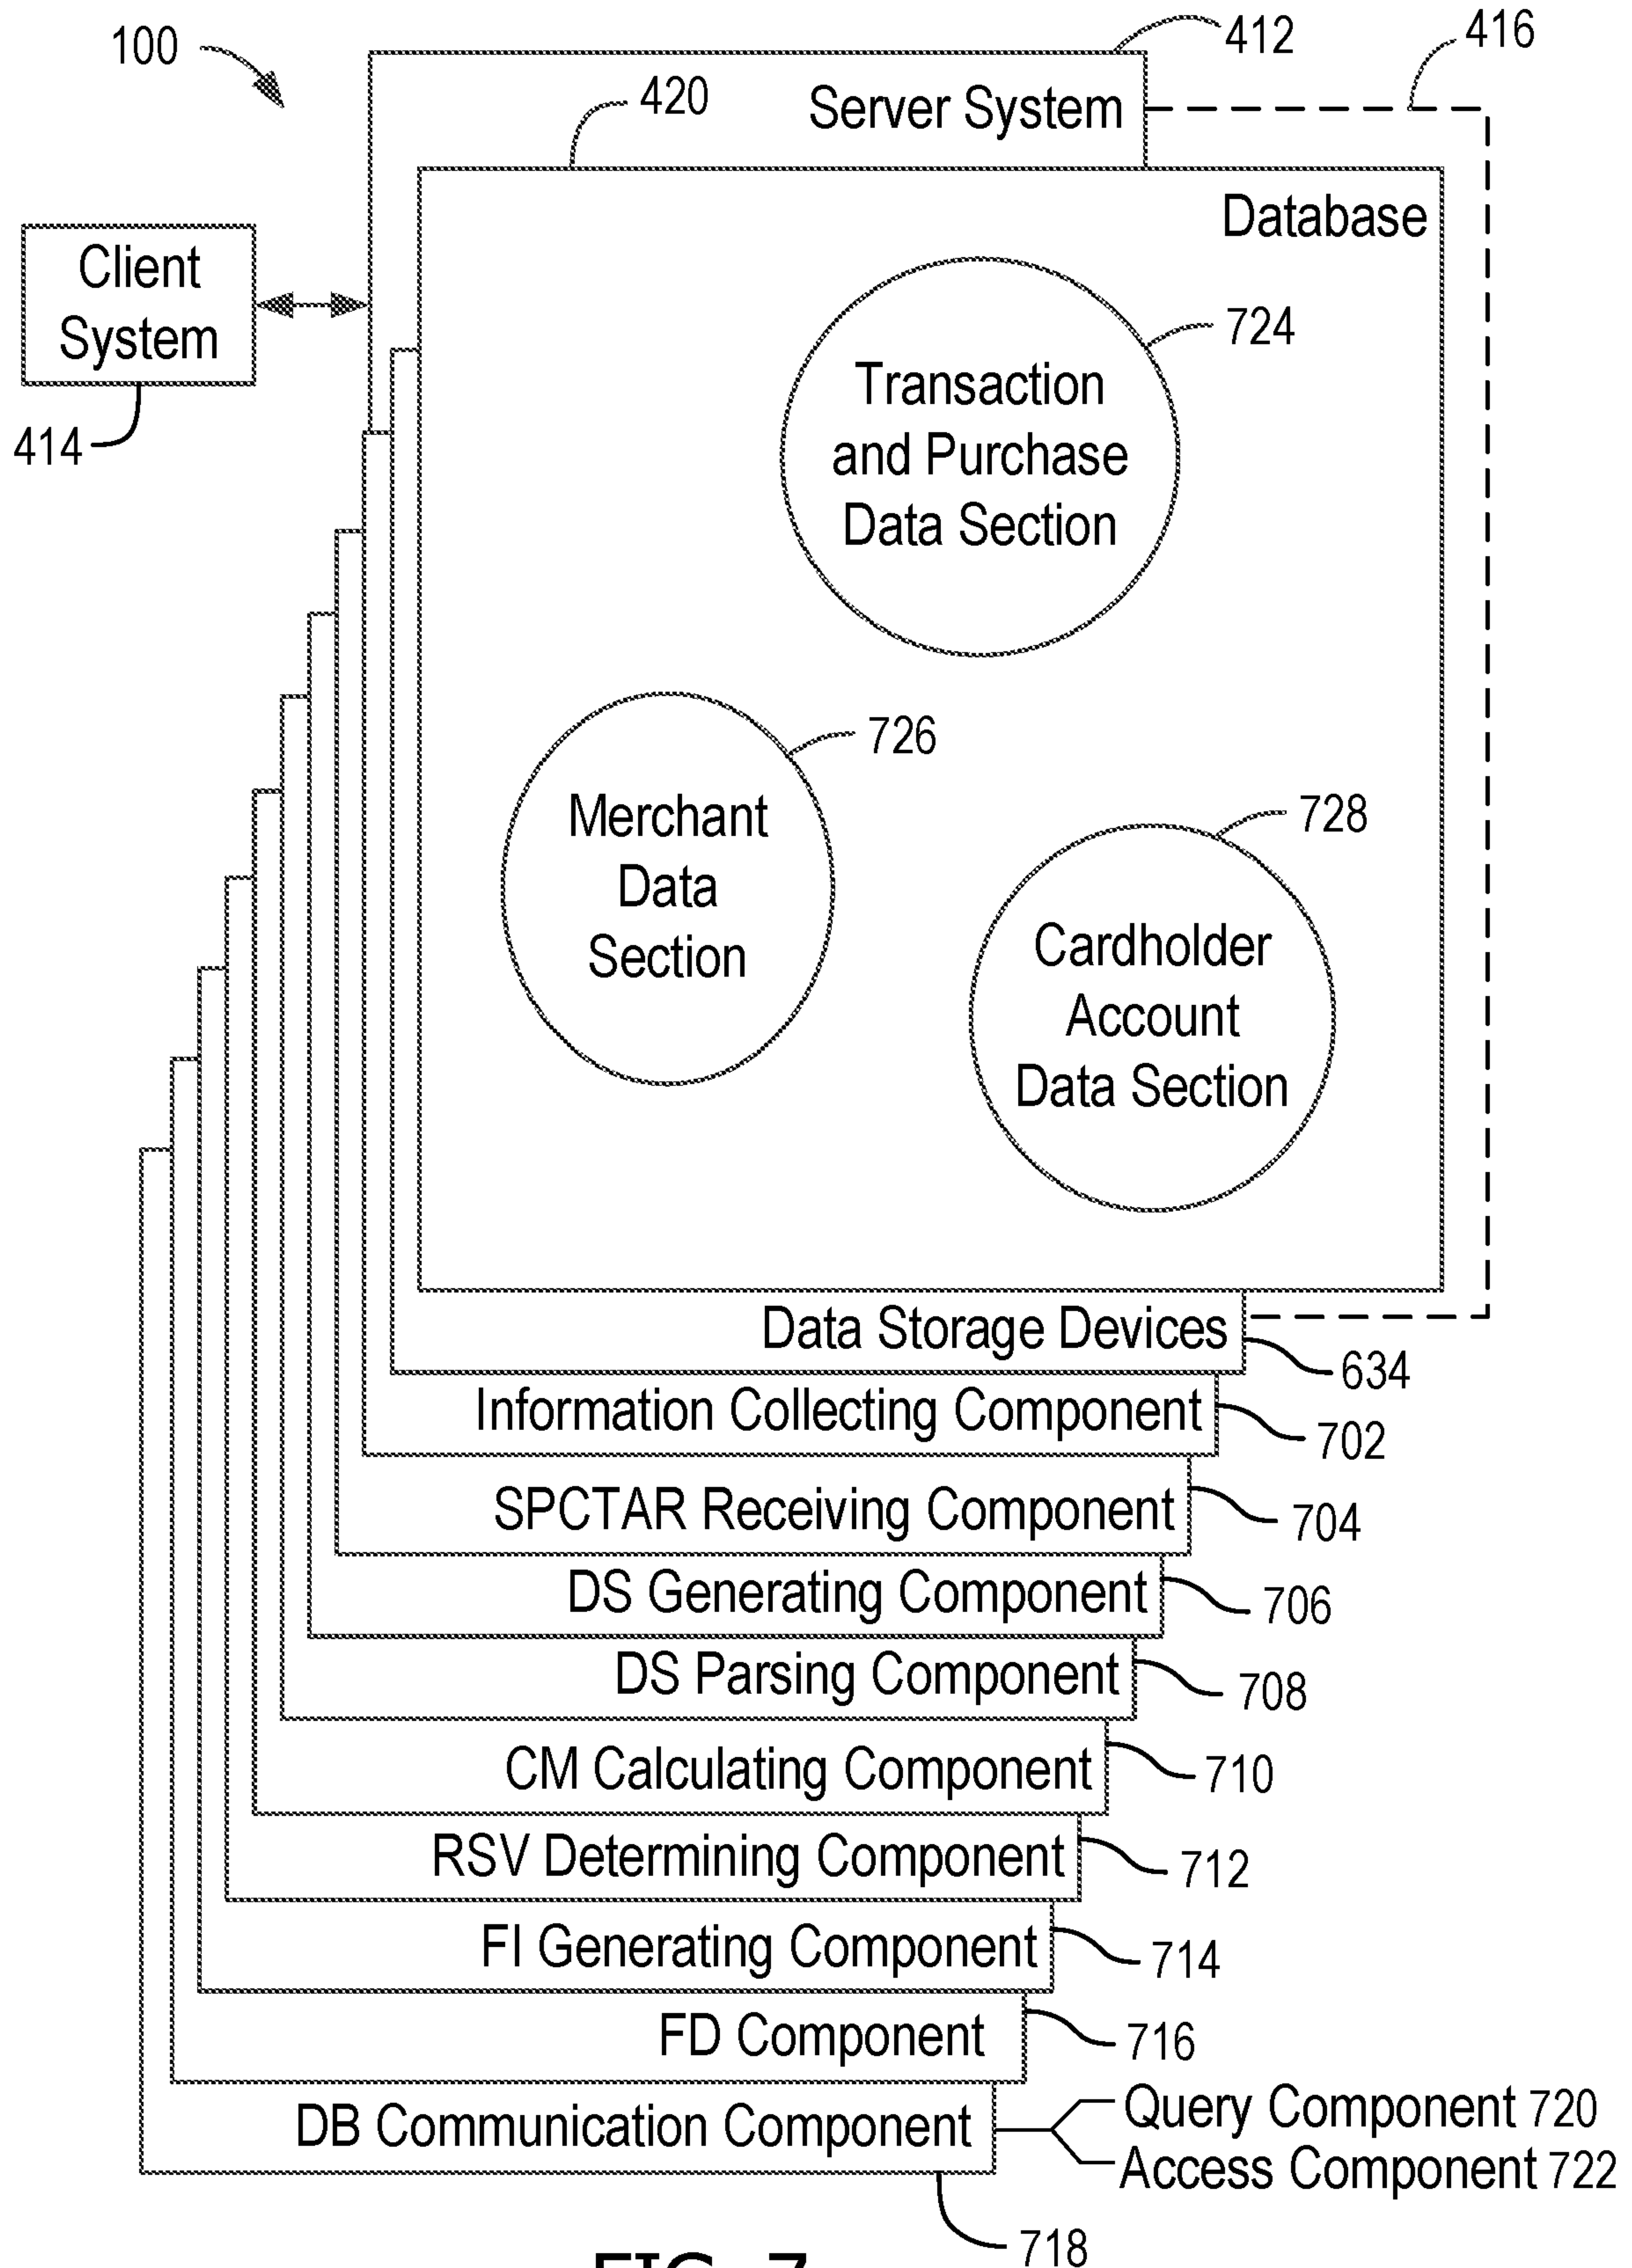 100
412
416
420
Server System
Database
Client
System
414
724
Transaction
and Purchase
Data Section
726
Merchant
Data
Section
728
Cardholder
Account
Data Section
Data Storage Devices
634
Information Collecting Component
702
SPCTAR Receiving Component
704
DS Generating Component
706
DS Parsing Component
708
CM Calculating Component
710
RSV Determining Component
712
FI Generating Component
714
FD Component
716
DB Communication Component
Query Component 720
Access Component 722
718
FIG. 7